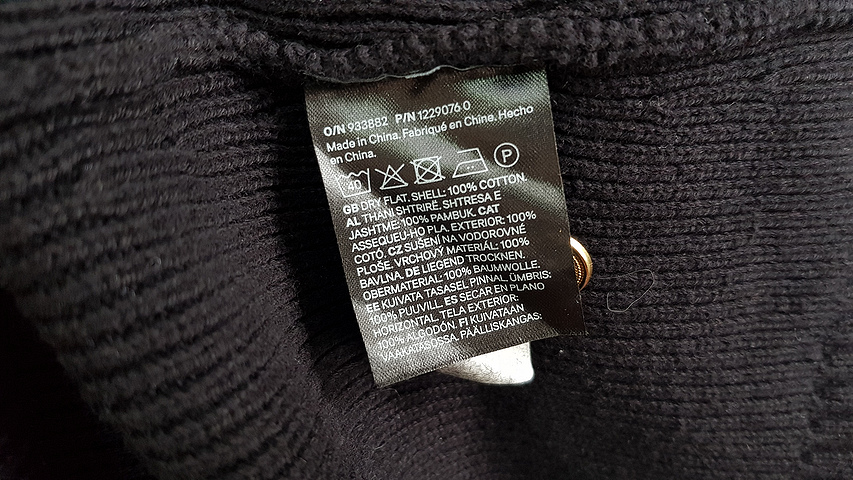 O/N 933882 P/N 1229076.0
Made in China. Fabriqué en Chine. Hecho
en China.
40 P
GB DRY FLAT. SHELL: 100% COTTON.
AL THANI SHTRIRË. SHTRESA E
JASHTME: 100% PAMBUK. CAT
ASSEQUEU-HO PLA. EXTERIOR: 100%
COTÓ. CZ SUŠENÍ NA VODOROVNÉ
PLOŠE. VRCHOVÝ MATERIÁL: 100%
BAVLNA. DE LIEGEND TROCKNEN.
OBERMATERIAL: 100% BAUMWOLLE.
EE KUIVATA TASASEL PINNAL. ÜMBRIS:
100% PUUVILL. ES SECAR EN PLANO
HORIZONTAL. TELA EXTERIOR:
100% ALGODÓN. FI KUIVATAAN
VAAKATASOSSA. PÄÄLLISKANGAS: